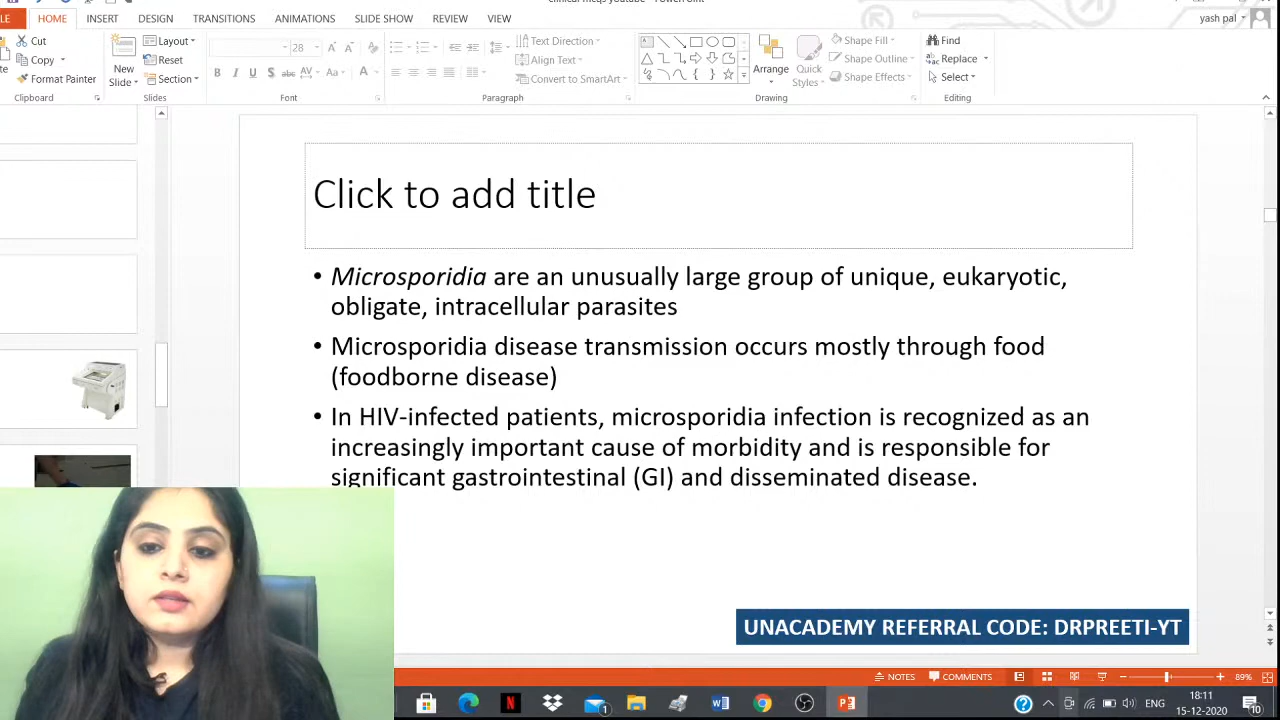 HOME INSERT DESIGN TRANSITIONS ANIMATIONS SLIDE SHOW REVIEW VIEW
yash pal
Cut
Copy
Format Painter
Clipboard
New
Slide
Layout
Reset
Section
Slides
28
B I U S abc AV Aa A
Font
Text Direction
Align Text
Convert to SmartArt
Paragraph
Arrange
Quick
Styles
Shape Fill
Shape Outline
Shape Effects
Drawing
Find
Replace
Select
Editing
Click to add title
• Microsporidia are an unusually large group of unique, eukaryotic,
obligate, intracellular parasites
• Microsporidia disease transmission occurs mostly through food
(foodborne disease)
• In HIV-infected patients, microsporidia infection is recognized as an
increasingly important cause of morbidity and is responsible for
significant gastrointestinal (GI) and disseminated disease.
UNACADEMY REFERRAL CODE: DRPREETI-YT
NOTES COMMENTS 89%
ENG
18:11
15-12-2020
10